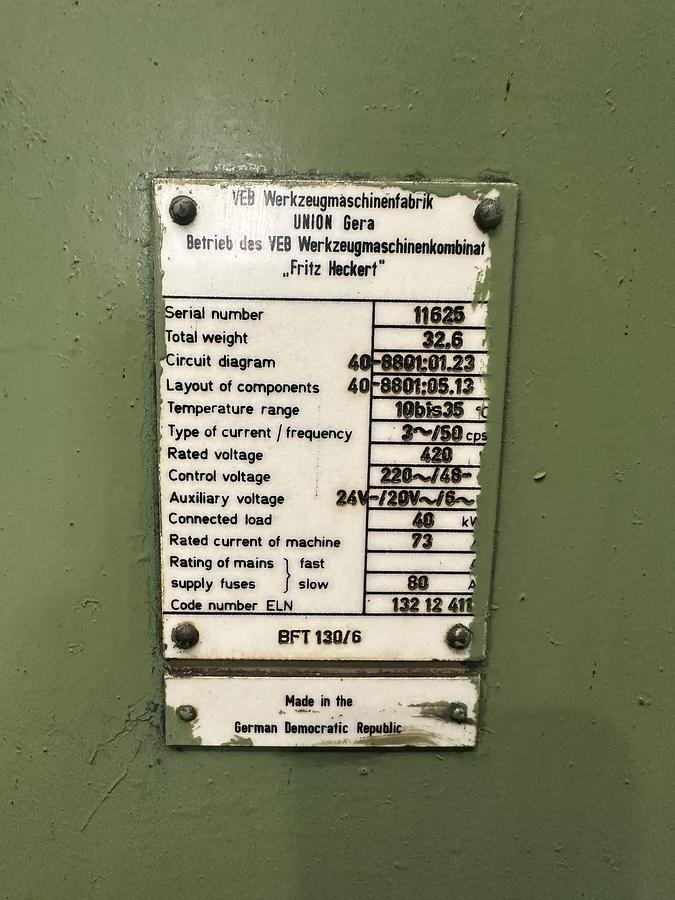 VEB Werkzeugmaschinenfabrik
UNION Gera
Betrieb des VEB Werkzeugmaschinenkombinat
„Fritz Heckert"
Serial number 11625
Total weight 32,6
Circuit diagram 40-8801:01.23
Layout of components 40-8801:05.13
Temperature range 10bis35 °C
Type of current / frequency 3~/50 cps
Rated voltage 420
Control voltage 220~/48-
Auxiliary voltage 24V-/20V~/6~
Connected load 40 kW
Rated current of machine 73
Rating of mains } fast
supply fuses } slow 80 A
Code number ELN 132 12 411
BFT 130/6
Made in the
German Democratic Republic